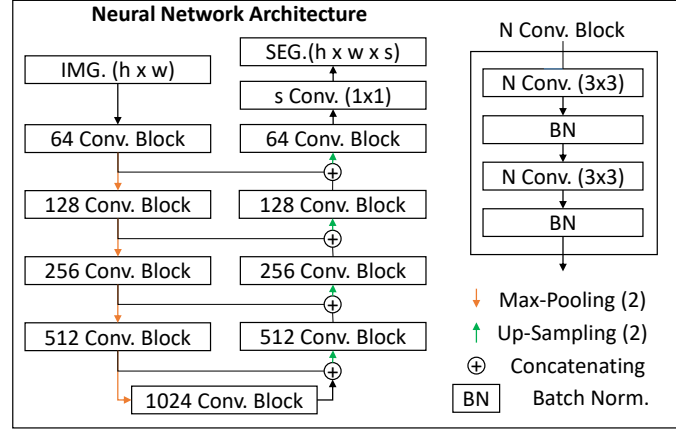 Neural Network Architecture
IMG. (h x w)
64 Conv. Block
128 Conv. Block
256 Conv. Block
512 Conv. Block
1024 Conv. Block
SEG.(h x w x s)
s Conv. (1x1)
64 Conv. Block
128 Conv. Block
256 Conv. Block
512 Conv. Block
N Conv. Block
N Conv. (3x3)
BN
N Conv. (3x3)
BN
Max-Pooling (2)
Up-Sampling (2)
Concatenating
BN Batch Norm.